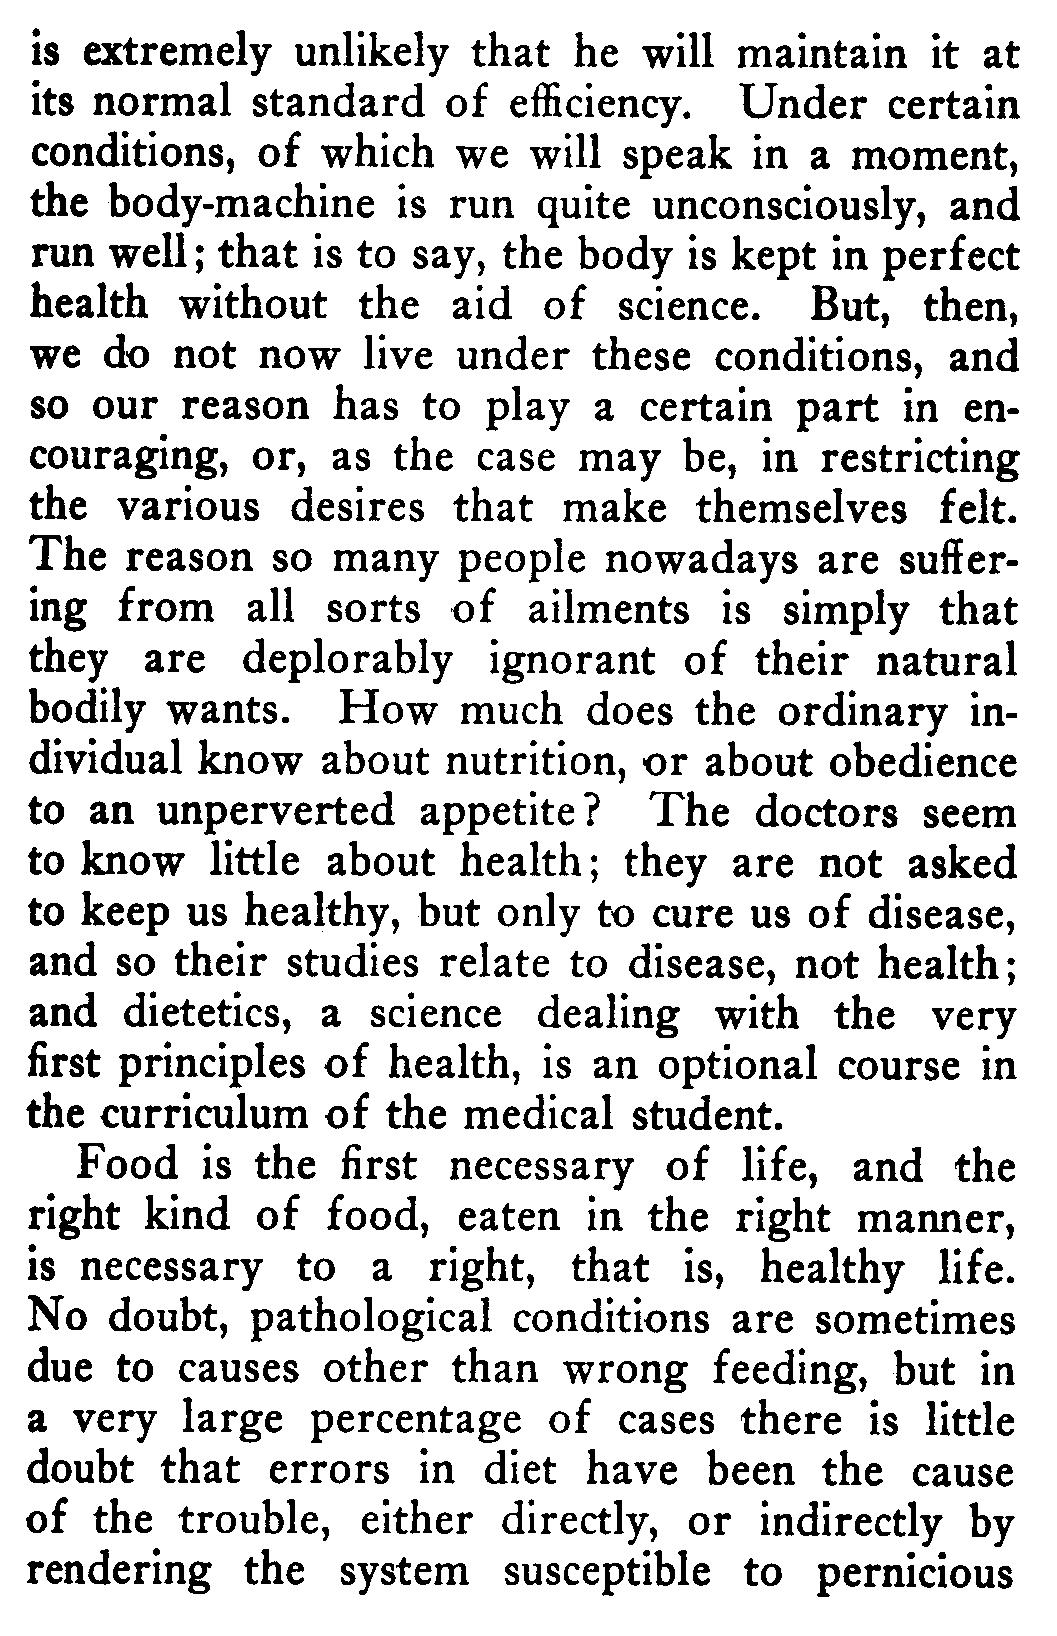 is extremely unlikely that he will maintain it at
its normal standard of efficiency. Under certain
conditions, of which we will speak in a moment,
the body-machine is run quite unconsciously, and
run well; that is to say, the body is kept in perfect
health without the aid of science. But, then,
we do not now live under these conditions, and
so our reason has to play a certain part in en-
couraging, or, as the case may be, in restricting
the various desires that make themselves felt.
The reason so many people nowadays are suffer-
ing from all sorts of ailments is simply that
they are deplorably ignorant of their natural
bodily wants. How much does the ordinary in-
dividual know about nutrition, or about obedience
to an unperverted appetite? The doctors seem
to know little about health; they are not asked
to keep us healthy, but only to cure us of disease,
and so their studies relate to disease, not health;
and dietetics, a science dealing with the very
first principles of health, is an optional course in
the curriculum of the medical student.
Food is the first necessary of life, and the
right kind of food, eaten in the right manner,
is necessary to a right, that is, healthy life.
No doubt, pathological conditions are sometimes
due to causes other than wrong feeding, but in
a very large percentage of cases there is little
doubt that errors in diet have been the cause
of the trouble, either directly, or indirectly by
rendering the system susceptible to pernicious